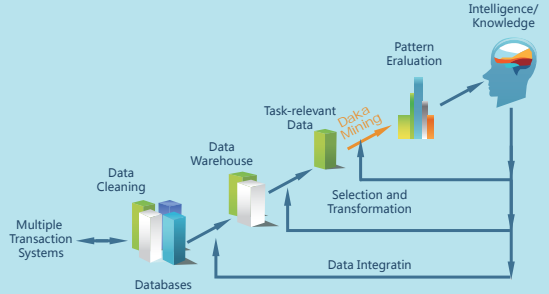 Intelligence/
Knowledge
Pattern
Eraluation
Task-relevant
Data
Daka
Mining
Data
Warehouse
Data
Cleaning
Selection and
Transformation
Multiple
Transaction
Systems
Data Integratin
Databases